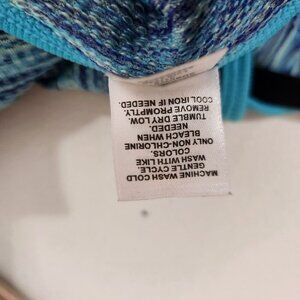 MACHINE WASH COLD
GENTLE CYCLE.
WASH WITH LIKE
COLORS.
ONLY NON-CHLORINE
BLEACH WHEN
NEEDED.
TUMBLE DRY LOW.
REMOVE PROMPTLY.
COOL IRON IF NEEDED.